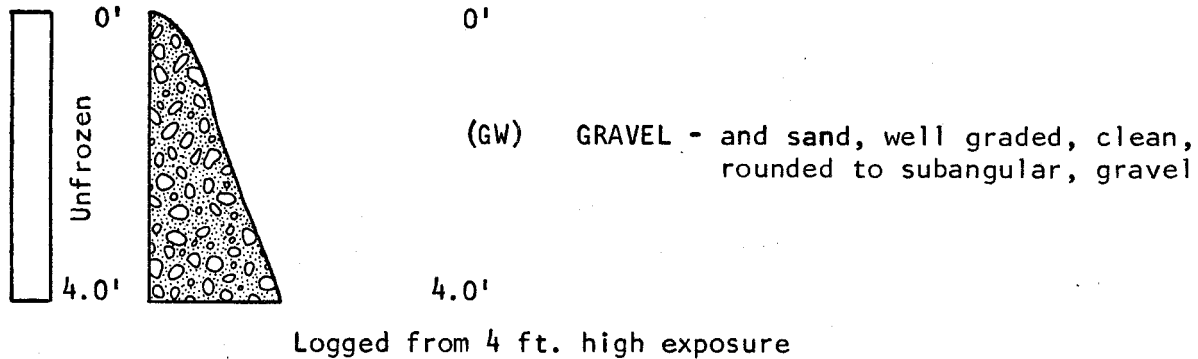 0' 0'
Unfrozen
(GW) GRAVEL - and sand, well graded, clean,
rounded to subangular, gravel
4.0' 4.0'
Logged from 4 ft. high exposure